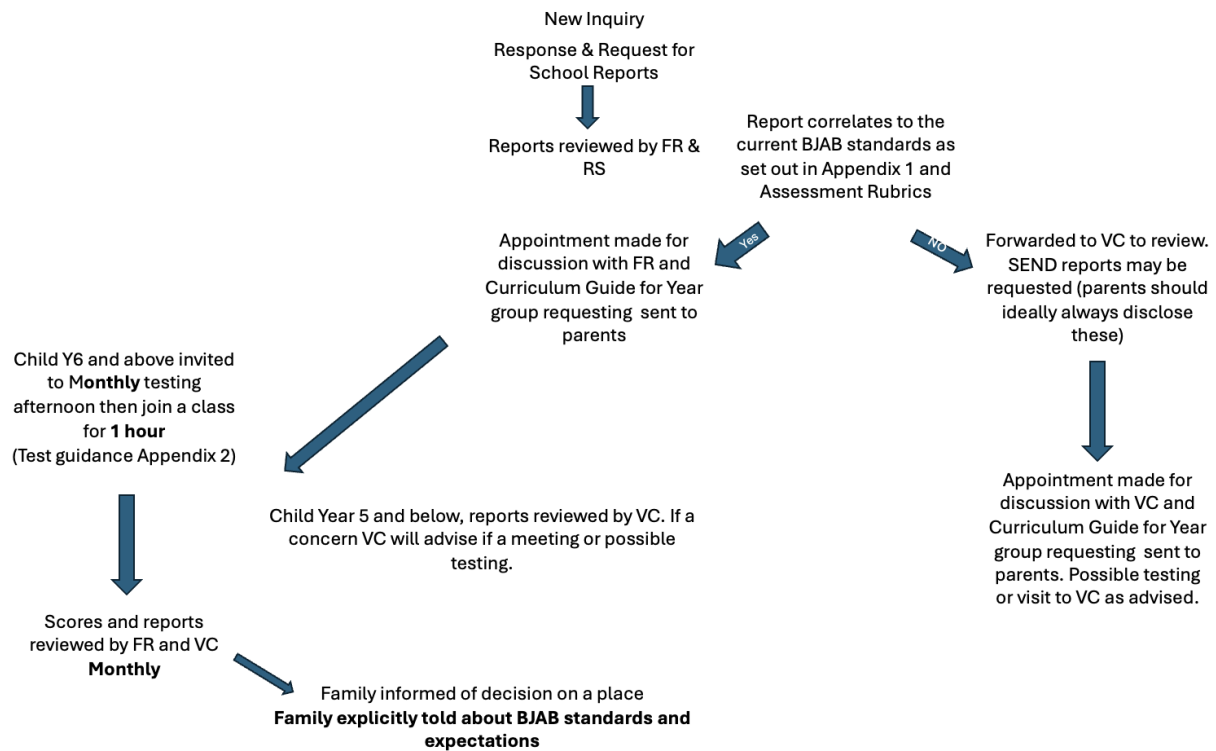 New Inquiry
Response & Request for
School Reports
Reports reviewed by FR &
RS
Report correlates to the
current BJAB standards as
set out in Appendix 1 and
Assessment Rubrics
Yes
NO
Appointment made for
discussion with FR and
Curriculum Guide for Year
group requesting  sent to
parents
Forwarded to VC to review.
SEND reports may be
requested (parents should
ideally always disclose
these)
Child Y6 and above invited
to Monthly testing
afternoon then join a class
for 1 hour
(Test guidance Appendix 2)
Child Year 5 and below, reports reviewed by VC. If a
concern VC will advise if a meeting or possible
testing.
Appointment made for
discussion with VC and
Curriculum Guide for Year
group requesting  sent to
parents. Possible testing
or visit to VC as advised.
Scores and reports
reviewed by FR and VC
Monthly
Family informed of decision on a place
Family explicitly told about BJAB standards and
expectations